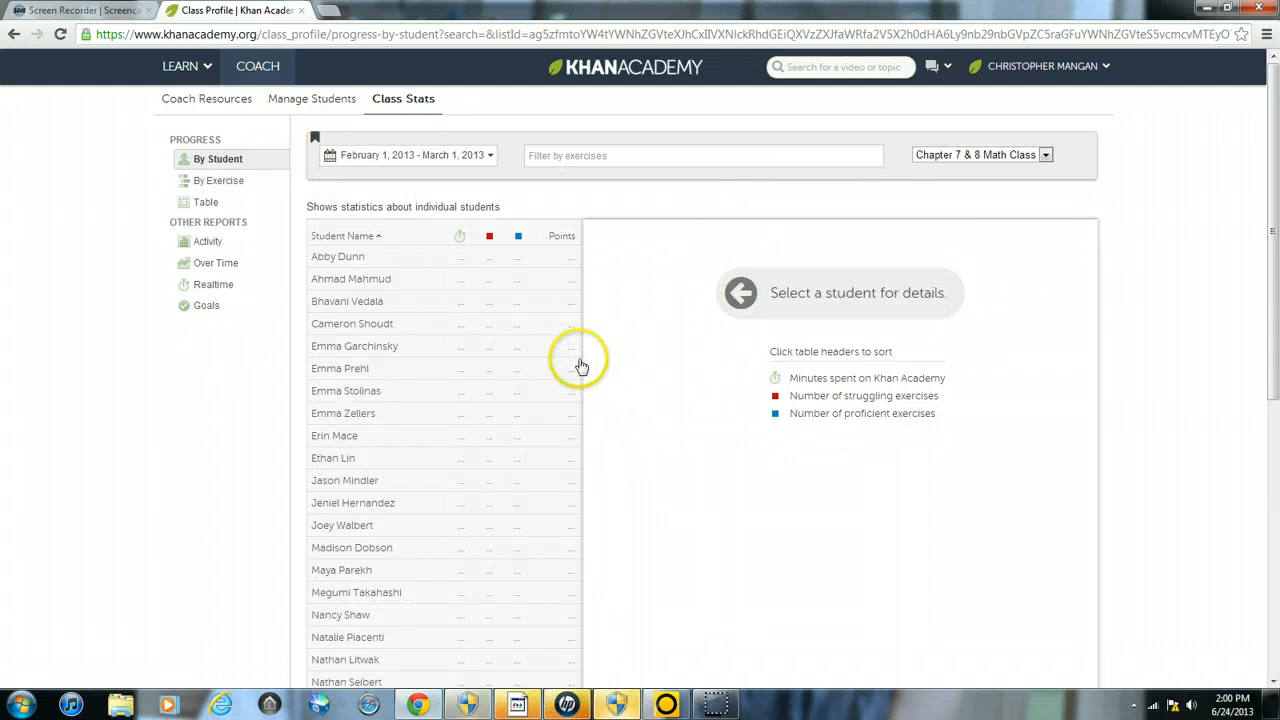 Screen Recorder | Screenca
Class Profile | Khan Acader
https://www.khanacademy.org/class_profile/progress-by-student?search=&listId=
LEARN
COACH
KHANACADEMY
Search for a video or topic
CHRISTOPHER MANGAN
Coach Resources
Manage Students
Class Stats
PROGRESS
By Student
By Exercise
Table
OTHER REPORTS
Activity
Over Time
Realtime
Goals
February 1, 2013 - March 1, 2013
Filter by exercises
Chapter 7 & 8 Math Class
Shows statistics about individual students
Student Name
Points
Abby Dunn ... ... ... ...
Ahmad Mahmud ... ... ... ...
Bhavani Vedala ... ... ... ...
Cameron Shoudt ... ... ... ...
Emma Garchinsky ... ... ... ...
Emma Prehl ... ... ...
Emma Stolinas ... ... ... ...
Emma Zellers ... ... ... ...
Erin Mace ... ... ... ...
Ethan Lin ... ... ... ...
Jason Mindler ... ... ... ...
Jeniel Hernandez ... ... ... ...
Joey Walbert ... ... ... ...
Madison Dobson ... ... ... ...
Maya Parekh ... ... ... ...
Megumi Takahashi ... ... ... ...
Nancy Shaw ... ... ... ...
Natalie Piacenti ... ... ... ...
Nathan Litwak ... ... ... ...
Nathan Seibert ... ... ... ...
Select a student for details.
Click table headers to sort
Minutes spent on Khan Academy
Number of struggling exercises
Number of proficient exercises
2:00 PM
6/24/2013